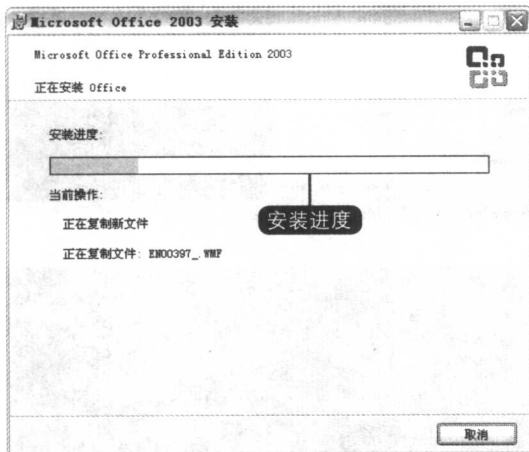 Microsoft Office 2003 安装
Microsoft Office Professional Edition 2003
正在安装 Office
安装进度:
当前操作:
安装进度
正在复制新文件
正在复制文件: EN00397_.WMF
取消